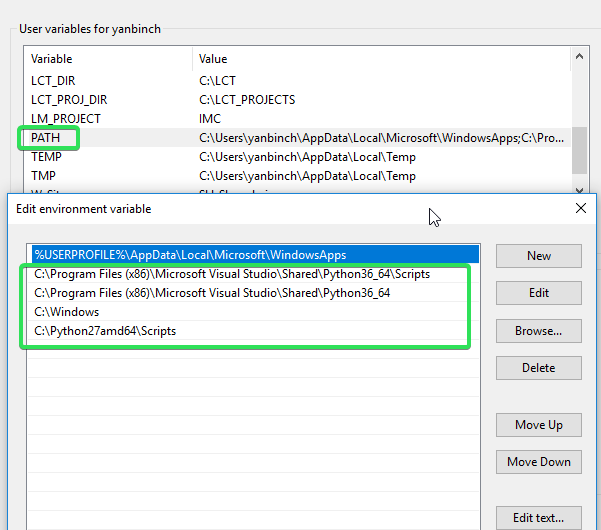 User variables for yanbinch
Variable Value
LCT_DIR C:\LCT
LCT_PROJ_DIR C:\LCT_PROJECTS
LM_PROJECT IMC
PATH C:\Users\yanbinch\AppData\Local\Microsoft\WindowsApps;C:\Pro...
TEMP C:\Users\yanbinch\AppData\Local\Temp
TMP C:\Users\yanbinch\AppData\Local\Temp
Edit environment variable
%USERPROFILE%\AppData\Local\Microsoft\WindowsApps
C:\Program Files (x86)\Microsoft Visual Studio\Shared\Python36_64\Scripts
C:\Program Files (x86)\Microsoft Visual Studio\Shared\Python36_64
C:\Windows
C:\Python27amd64\Scripts
New
Edit
Browse...
Delete
Move Up
Move Down
Edit text...